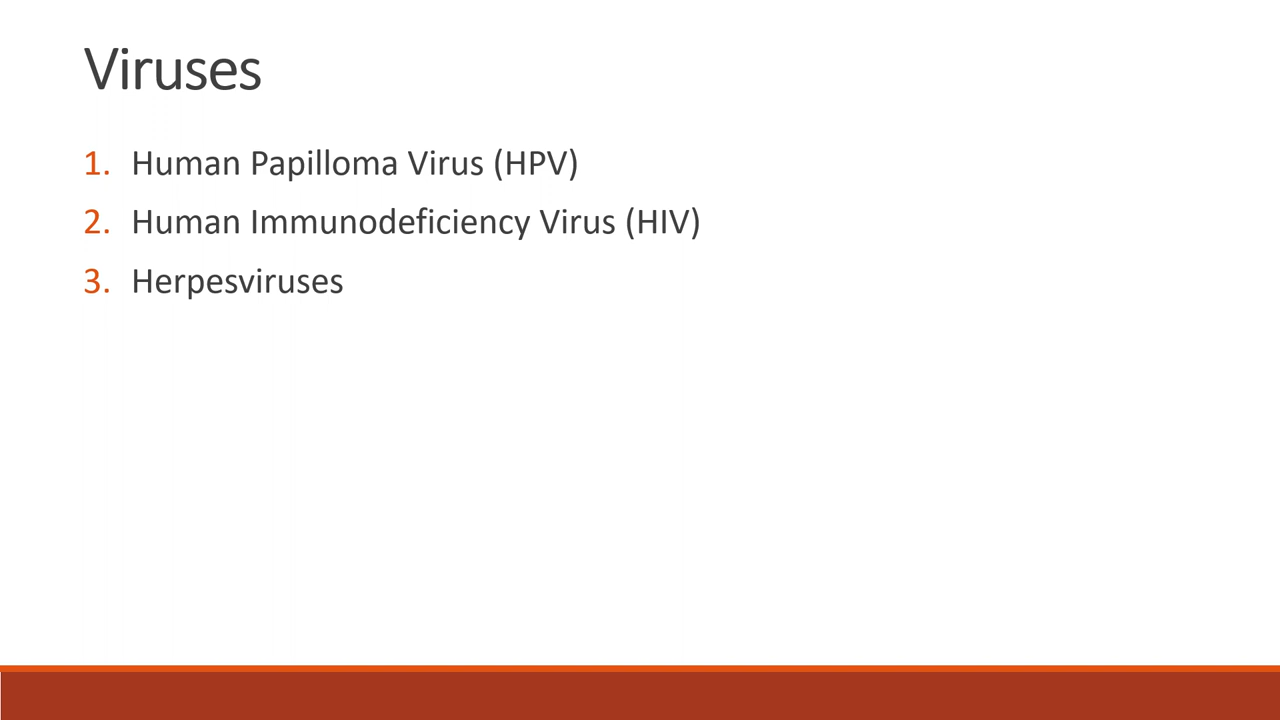 Viruses
1. Human Papilloma Virus (HPV)
2. Human Immunodeficiency Virus (HIV)
3. Herpesviruses